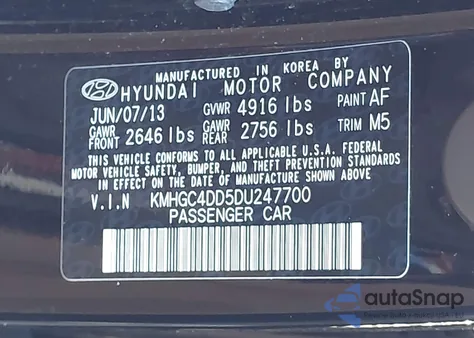 MANUFACTURED IN KOREA BY
HYUNDAI MOTOR COMPANY
JUN/07/13 GVWR 4916 lbs PAINT AF
GAWR FRONT 2646 lbs GAWR REAR 2756 lbs TRIM M5
THIS VEHICLE CONFORMS TO ALL APPLICABLE U.S.A. FEDERAL
MOTOR VEHICLE SAFETY, BUMPER, AND THEFT PREVENTION STANDARDS
IN EFFECT ON THE DATE OF MANUFACTURE SHOWN ABOVE.
V.I.N KMHGC4DD5DU247700
PASSENGER CAR
autoSnap